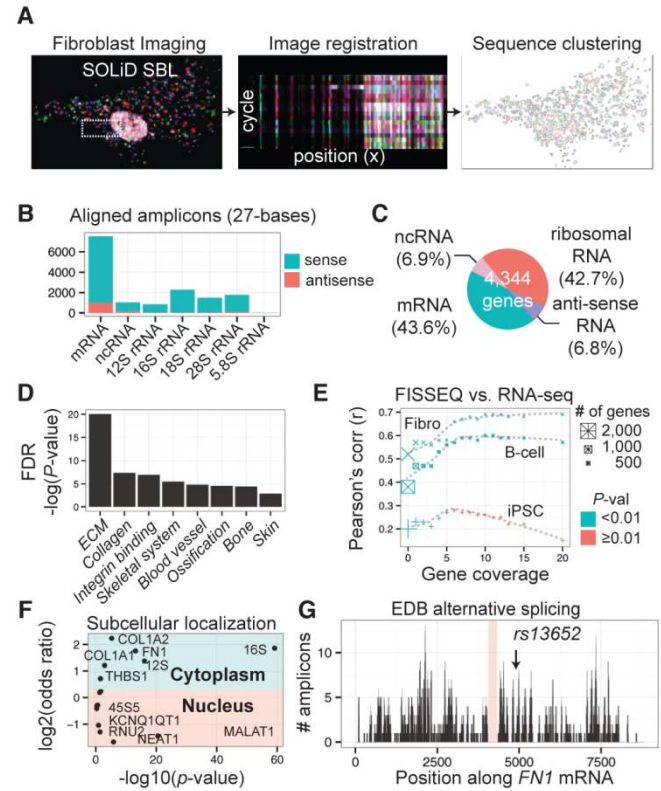 A
Fibroblast Imaging
Image registration
Sequence clustering
SOLiD SBL
cycle
position (x)
B
Aligned amplicons (27-bases)
6000
4000
2000
0
sense
antisense
mRNA
ncRNA
12S rRNA
16S rRNA
18S rRNA
28S rRNA
5.8S rRNA
C
ncRNA
(6.9%)
ribosomal
RNA
(42.7%)
4,344
genes
mRNA
(43.6%)
anti-sense
RNA
(6.8%)
D
FDR
-log(P-value)
20
15
10
5
0
ECM
Collagen
Integrin binding
Skeletal system
Blood vessel
Ossification
Bone
Skin
E
FISSEQ vs. RNA-seq
Pearson's corr (r)
0.7
0.6
0.5
0.4
0.3
0.2
Fibro
B-cell
iPSC
0 5 10 15 20
Gene coverage
# of genes
2,000
1,000
500
P-val
<0.01
≥0.01
F
Subcellular localization
log2(odds ratio)
2
1
0
-1
COL1A2
COL1A1
FN1
12S
16S
THBS1
Cytoplasm
Nucleus
45S5
KCNQ1QT1
RNU2
NEAT1
MALAT1
0 20 40 60
-log10(p-value)
G
EDB alternative splicing
rs13652
# amplicons
15
10
5
0
0 2500 5000 7500
Position along FN1 mRNA